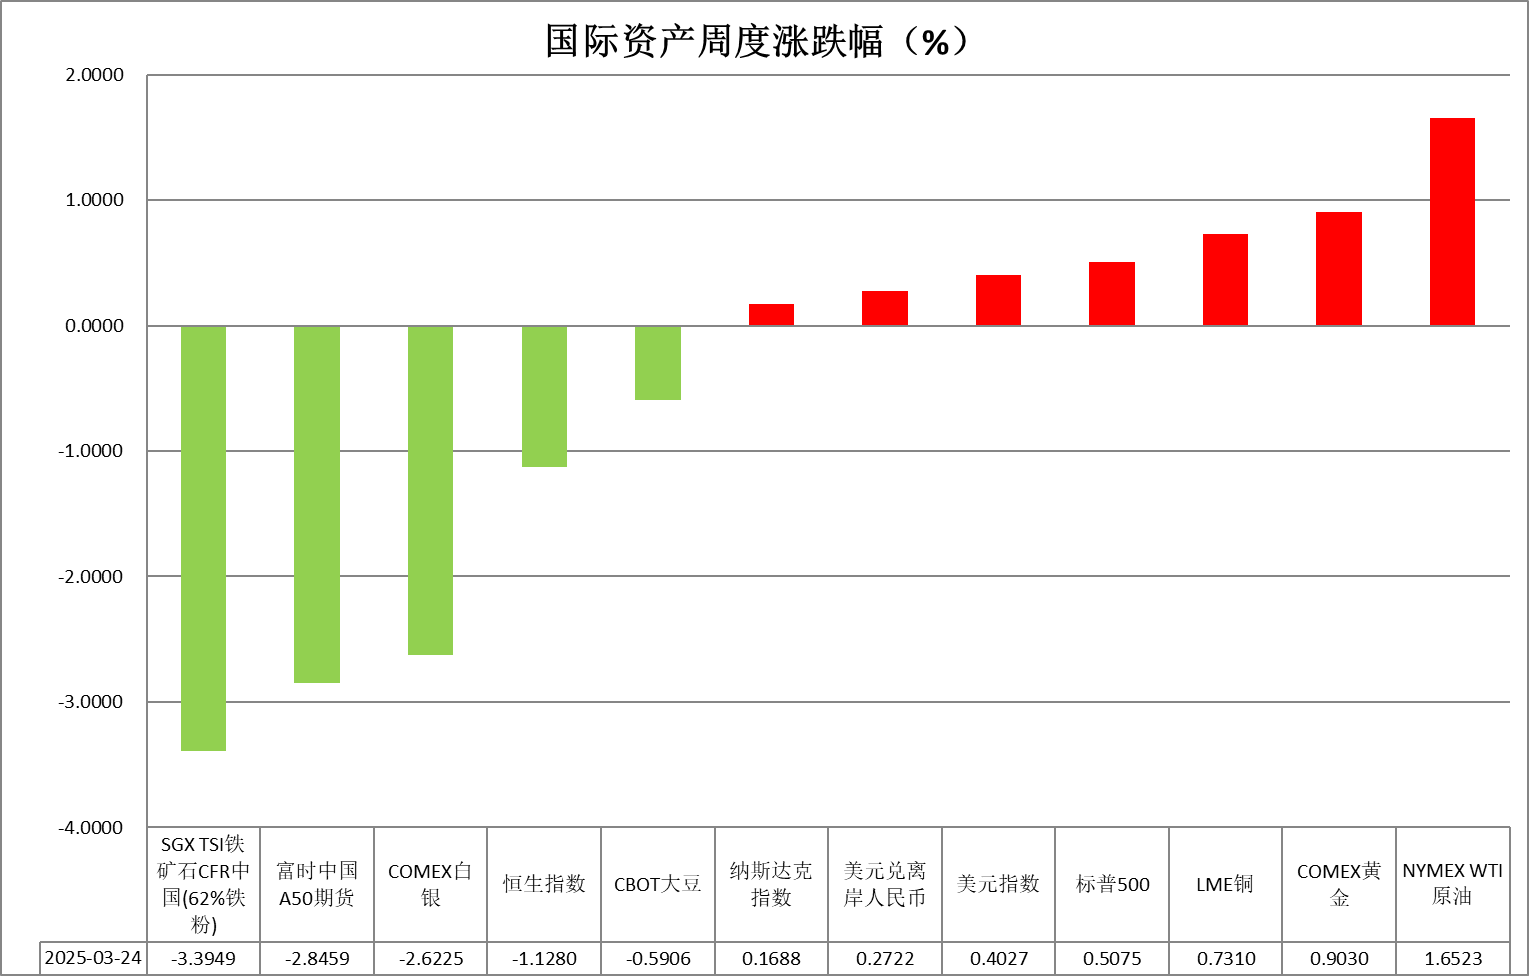 国际资产周度涨跌幅（%）
2.0000
1.0000
0.0000
-1.0000
-2.0000
-3.0000
-4.0000
SGX TSI铁
矿石CFR中
国(62%铁
粉)
富时中国
A50期货
COMEX白
银
恒生指数
CBOT大豆
纳斯达克
指数
美元兑离
岸人民币
美元指数
标普500
LME铜
COMEX黄
金
NYMEX WTI
原油
2025-03-24 -3.3949 -2.8459 -2.6225 -1.1280 -0.5906 0.1688 0.2722 0.4027 0.5075 0.7310 0.9030 1.6523